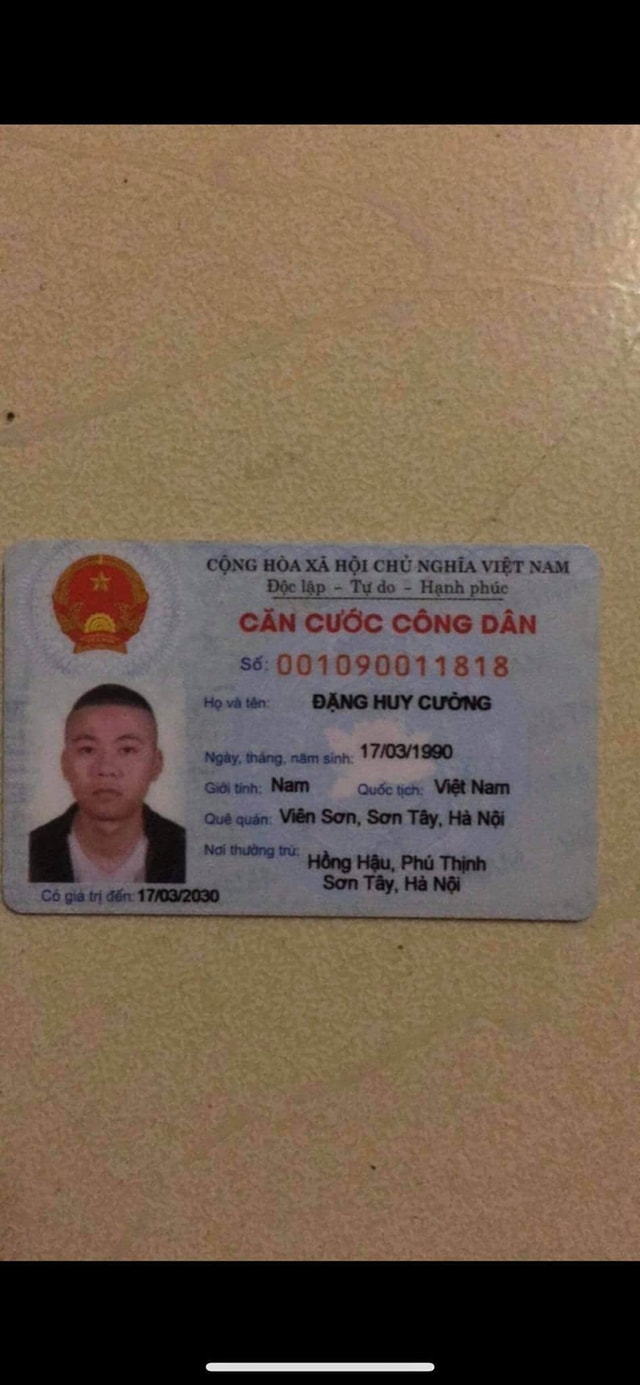 CỘNG HÒA XÃ HỘI CHỦ NGHĨA VIỆT NAM
Độc lập – Tự do – Hạnh phúc
CĂN CƯỚC CÔNG DÂN
Số: 001090011818
Họ và tên: ĐẶNG HUY CƯỜNG
Ngày, tháng, năm sinh: 17/03/1990
Giới tính: Nam Quốc tịch: Việt Nam
Quê quán: Viên Sơn, Sơn Tây, Hà Nội
Nơi thường trú: Hồng Hậu, Phú Thịnh
Sơn Tây, Hà Nội
Có giá trị đến: 17/03/2030